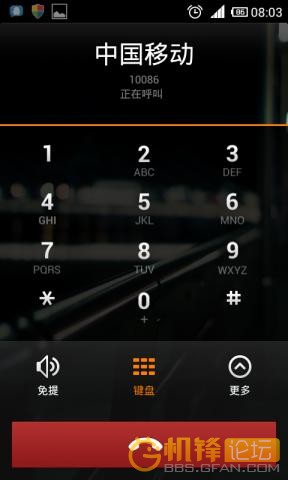 86 08:03
中国移动
10086
正在呼叫
1 2 3
ABC DEF
4 5 6
GHI JKL MNO
7 8 9
PQRS TUV WXYZ
* 0 #
+
免提 键盘 更多
机锋论坛
BBS.GFAN.COM